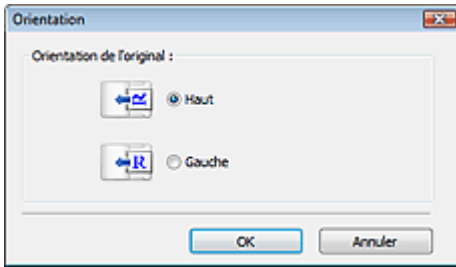 Orientation
Orientation de l'original :
R
Haut
R
Gauche
OK
Annuler